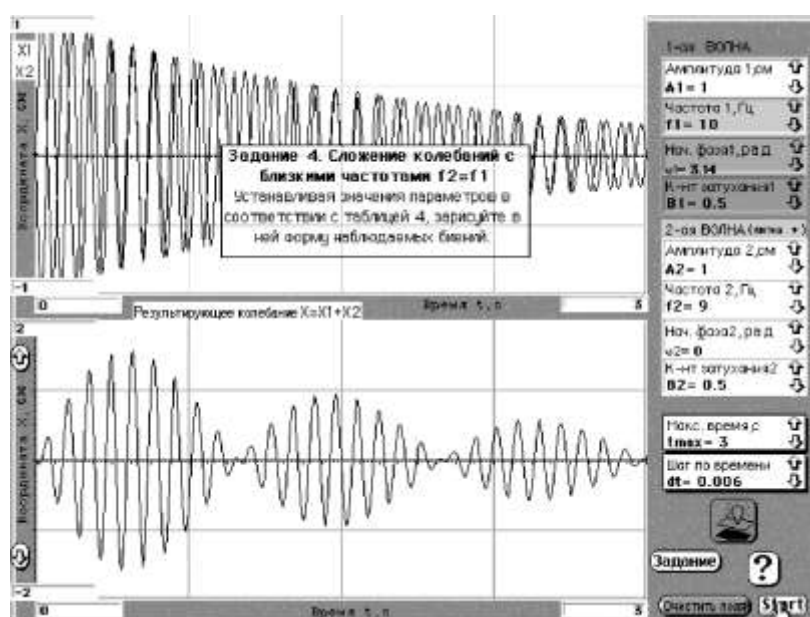 1
X1
X2
Координата X, см
-1
0
Время t,с
3
Задание 4. Сложение колебаний с
близкими частотами f2=f1
Устанавливая значения параметров в
соответствии с таблицей 4, зарисуйте в
ней форму наблюдаемых биений.
Результирующее колебание X=X1+X2
2
Координата X, см
-2
0
Время t,с
3
1-ая ВОЛНА
Амплитуда 1,см
A1= 1
Частота 1,Гц
f1= 10
Нач. фаза1,рад
= 3.14
К-нт затухания1
B1= 0.5
2-ая ВОЛНА
Амплитуда 2,см
A2= 1
Частота 2,Гц
f2= 9
Нач. фаза2,рад
= 0
К-нт затухания2
B2= 0.5
Макс. время,с
tmax= 3
Шаг по времени
dt= 0.006
Задание
?
Очистить
Start